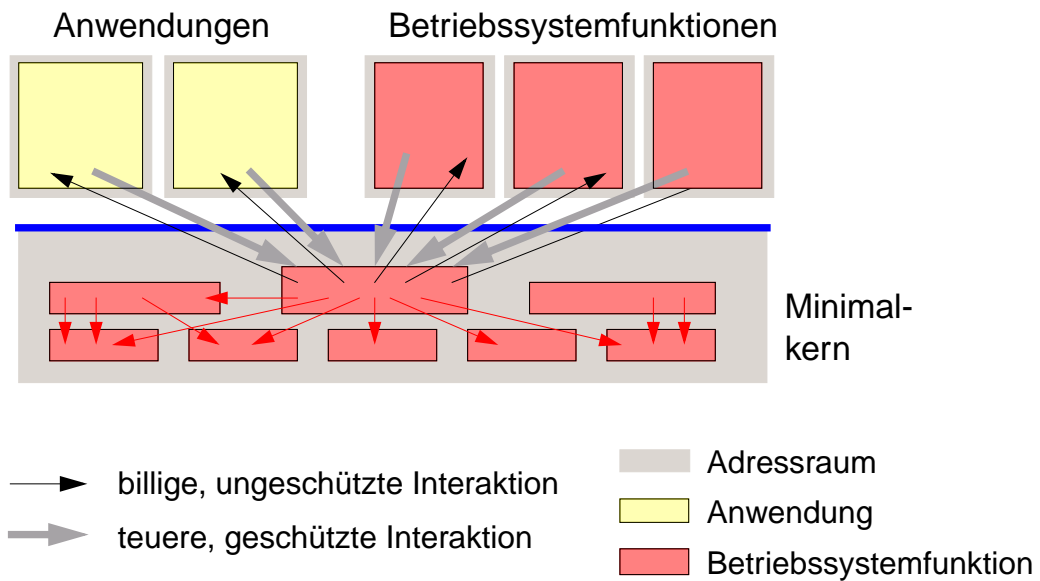 Anwendungen
Betriebssystemfunktionen
Minimal-
kern
billige, ungeschützte Interaktion
teuere, geschützte Interaktion
Adressraum
Anwendung
Betriebssystemfunktion